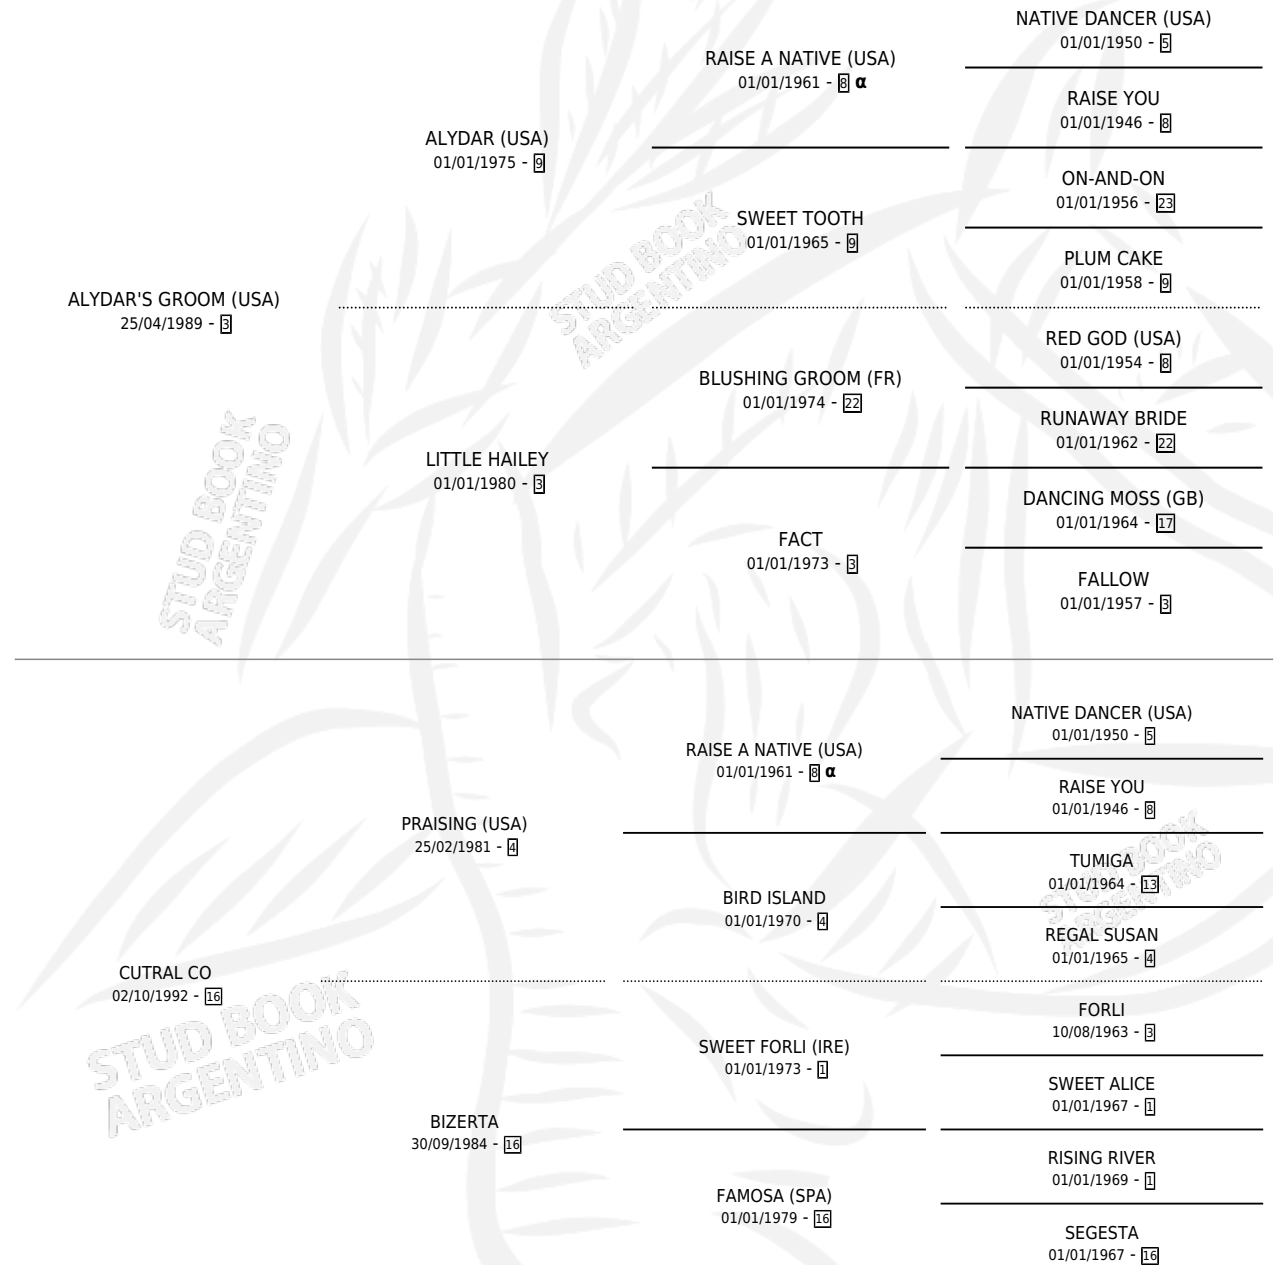 NATIVE DANCER (USA)
01/01/1950 - 5
RAISE A NATIVE (USA)
01/01/1961 - 8 α
RAISE YOU
01/01/1946 - 8
ALYDAR (USA)
01/01/1975 - 9
ON-AND-ON
01/01/1956 - 23
SWEET TOOTH
01/01/1965 - 9
PLUM CAKE
01/01/1958 - 9
ALYDAR'S GROOM (USA)
25/04/1989 - 3
RED GOD (USA)
01/01/1954 - 8
BLUSHING GROOM (FR)
01/01/1974 - 22
RUNAWAY BRIDE
01/01/1962 - 22
LITTLE HAILEY
01/01/1980 - 3
DANCING MOSS (GB)
01/01/1964 - 17
FACT
01/01/1973 - 3
FALLOW
01/01/1957 - 3
NATIVE DANCER (USA)
01/01/1950 - 5
RAISE A NATIVE (USA)
01/01/1961 - 8 α
RAISE YOU
01/01/1946 - 8
PRAISING (USA)
25/02/1981 - 4
TUMIGA
01/01/1964 - 13
BIRD ISLAND
01/01/1970 - 4
REGAL SUSAN
01/01/1965 - 4
CUTRAL CO
02/10/1992 - 16
FORLI
10/08/1963 - 3
SWEET FORLI (IRE)
01/01/1973 - 1
SWEET ALICE
01/01/1967 - 1
BIZERTA
30/09/1984 - 16
RISING RIVER
01/01/1969 - 1
FAMOSA (SPA)
01/01/1979 - 16
SEGESTA
01/01/1967 - 16
STUD BOOK
ARGENTINO
STUD BOOK
ARGENTINO
STUD BOOK
ARGENTINO
STUD BOOK
ARGENTINO